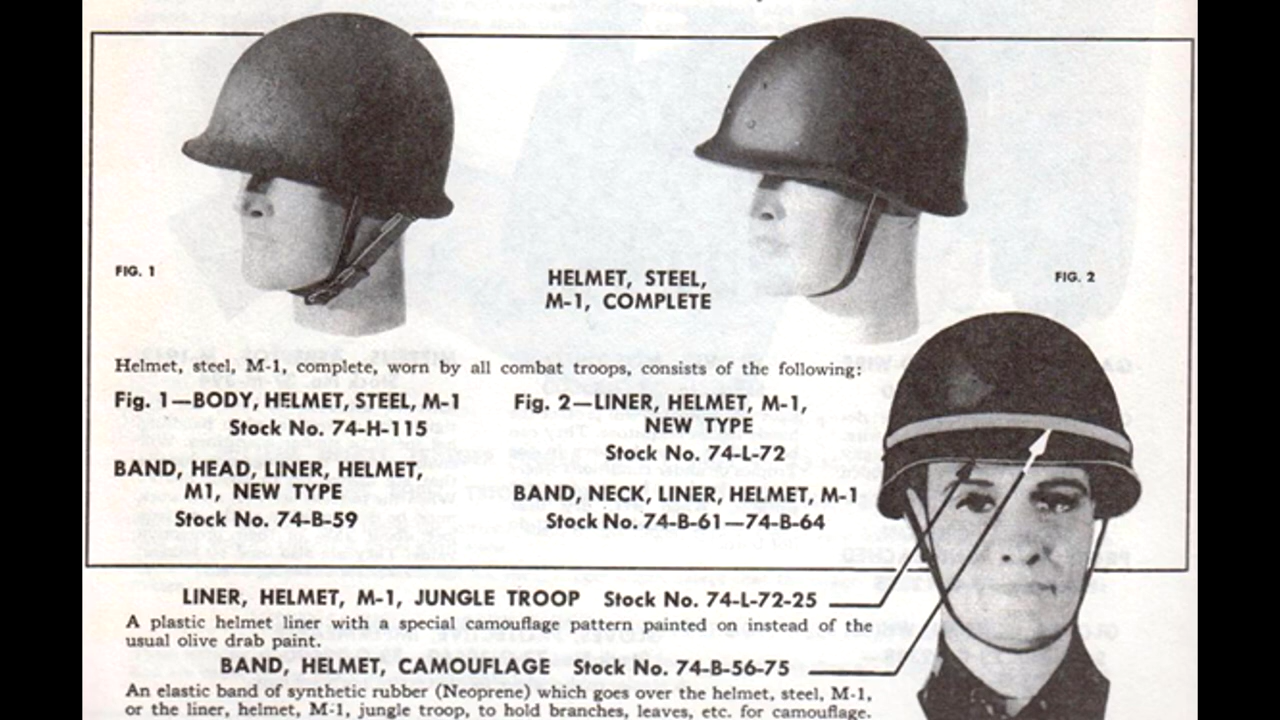 FIG. 1
HELMET, STEEL,
M-1, COMPLETE
FIG. 2
Helmet, steel, M-1, complete, worn by all combat troops, consists of the following:
Fig. 1—BODY, HELMET, STEEL, M-1
Stock No. 74-H-115
BAND, HEAD, LINER, HELMET,
M1, NEW TYPE
Stock No. 74-B-59
Fig. 2—LINER, HELMET, M-1,
NEW TYPE
Stock No. 74-L-72
BAND, NECK, LINER, HELMET, M-1
Stock No. 74-B-61—74-B-64
LINER, HELMET, M-1, JUNGLE TROOP Stock No. 74-L-72-25
A plastic helmet liner with a special camouflage pattern painted on instead of the
usual olive drab paint.
BAND, HELMET, CAMOUFLAGE Stock No. 74-B-56-75
An elastic band of synthetic rubber (Neoprene) which goes over the helmet, steel, M-1,
or the liner, helmet, M-1, jungle troop, to hold branches, leaves, etc. for camouflage.